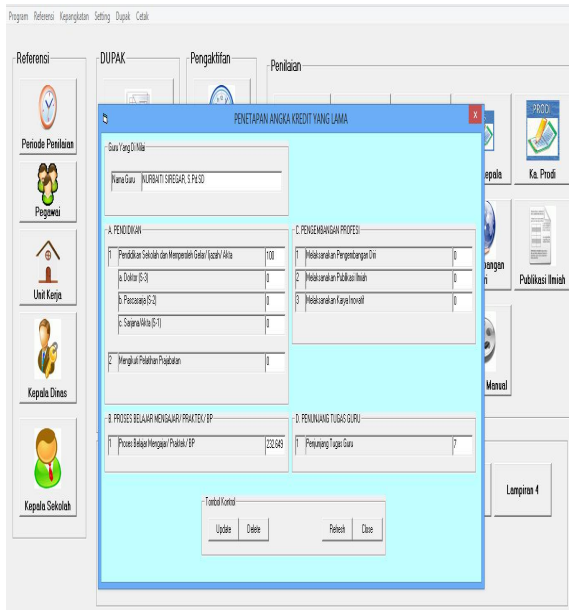 Program Referensi Kepangkatan Setting Dupak Cetak
Referensi
DUPAK
Pengaktifan
Penilaian
Periode Penilaian
Pegawai
Unit Kerja
Kepala Dinas
Kepala Sekolah
PENETAPAN ANGKA KREDIT YANG LAMA
x
Guru Yang Di Nilai
Nama Guru NURBAITI SIREGAR, S.Pd.SD
A. PENDIDIKAN
1 Pendidikan Sekolah dan Memperoleh Gelar/ Ijazah/ Akta 100
a. Doktor (S-3) 0
b. Pascasarja (S-2) 0
c. Sarjana/Akta (S-1) 0
2 Mengikuti Pelatihan Prajabatan 0
C. PENGEMBANGAN PROFESI
1 Melaksanakan Pengembangan Diri 0
2 Melaksanakan Publikasi Ilmiah 0
3 Melaksanakan Karya Inovatif 0
B. PROSES BELAJAR MENGAJAR/ PRAKTEK/ BP
1 Proses Belajar Mengajar/ Praktek/ BP 232.649
D. PENUNJANG TUGAS GURU
1 Penjunjang Tugas Guru 7
Tombol Kontrol
Update Delete Refresh Close
PRODI
epala
Ka. Prodi
angan
ri
Publikasi Ilmiah
Manual
Lampiran 4